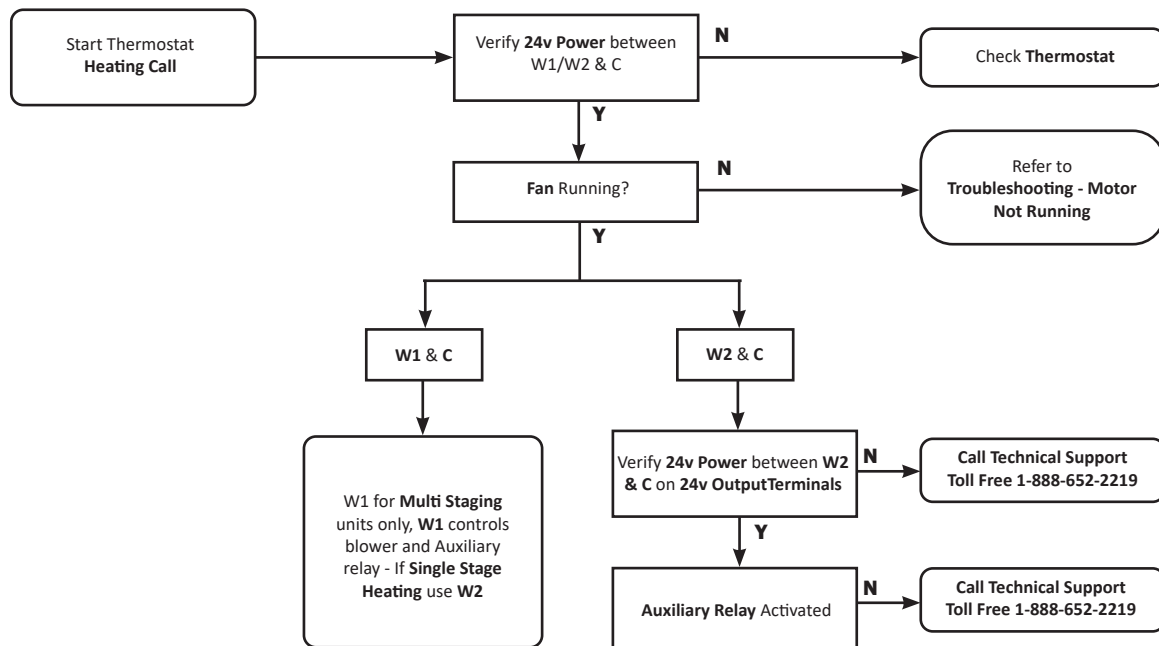 Start Thermostat
Heating Call
Verify 24v Power between
W1/W2 & C
N
Check Thermostat
Y
Fan Running?
N
Refer to
Troubleshooting - Motor
Not Running
Y
W1 & C
W2 & C
W1 for Multi Staging
units only, W1 controls
blower and Auxiliary
relay - If Single Stage
Heating use W2
Verify 24v Power between W2
& C on 24v OutputTerminals
N
Call Technical Support
Toll Free 1-888-652-2219
Y
Auxiliary Relay Activated
N
Call Technical Support
Toll Free 1-888-652-2219